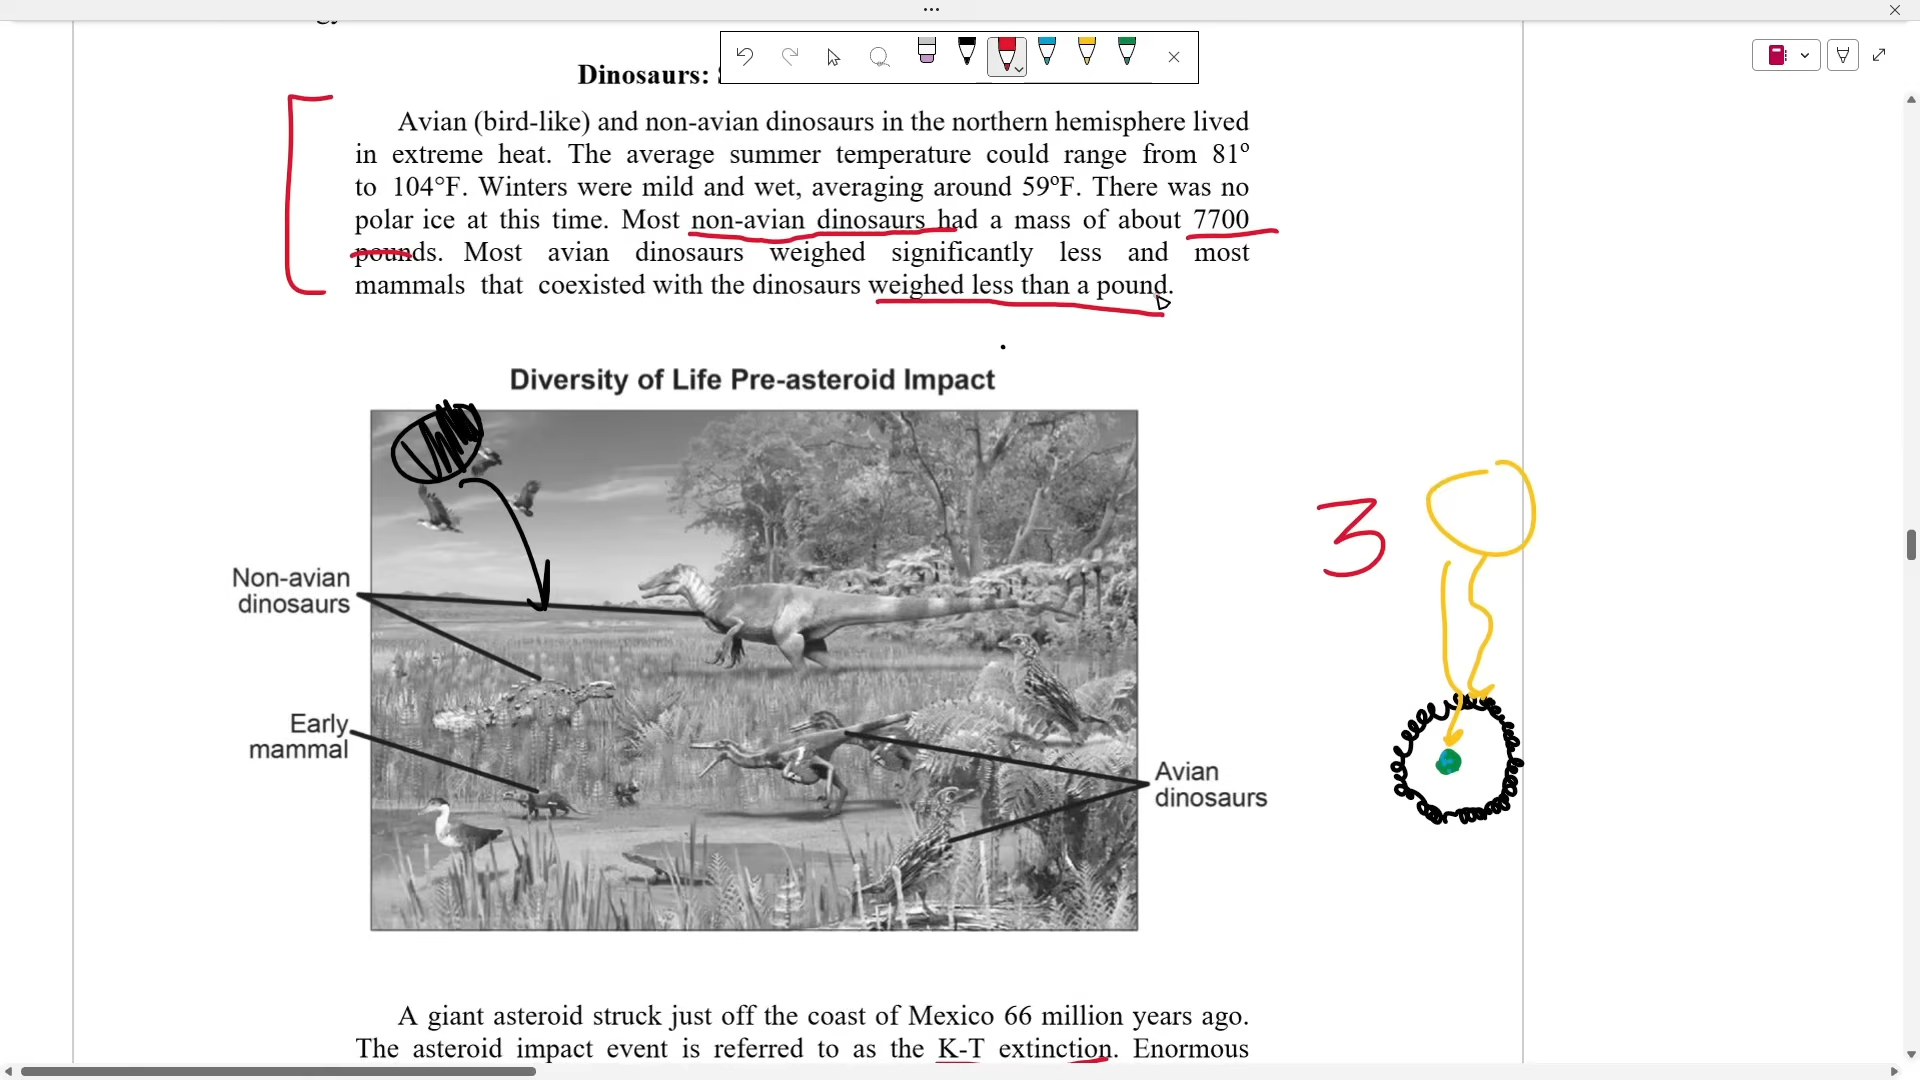 Dinosaurs:
Avian (bird-like) and non-avian dinosaurs in the northern hemisphere lived
in extreme heat. The average summer temperature could range from 81º
to 104°F. Winters were mild and wet, averaging around 59ºF. There was no
polar ice at this time. Most non-avian dinosaurs had a mass of about 7700
pounds. Most avian dinosaurs weighed significantly less and most
mammals that coexisted with the dinosaurs weighed less than a pound.
Diversity of Life Pre-asteroid Impact
3
Non-avian
dinosaurs
Early
mammal
Avian
dinosaurs
A giant asteroid struck just off the coast of Mexico 66 million years ago.
The asteroid impact event is referred to as the K-T extinction. Enormous